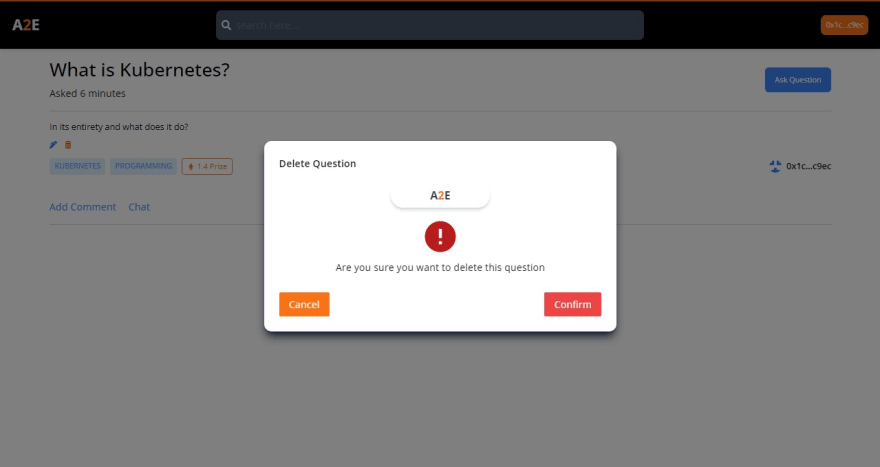 A2E
search here...
0x1c...c9ec
What is Kubernetes?
Ask Question
Asked 6 minutes
In its entirety and what does it do?
KUBERNETES PROGRAMMING 1.4 Prize
0x1c...c9ec
Add Comment Chat
Delete Question
A2E
Are you sure you want to delete this question
Cancel Confirm